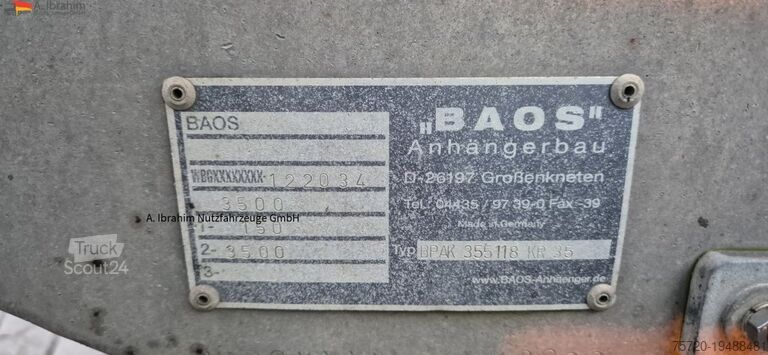 A. Ibrahim
BAOS
WBGXXXXXXXX-122034
3500
A. Ibrahim Nutzfahrzeuge GmbH
1- 150
2- 3500
3-
„BAOS"
Anhängerbau
D-26197 Großenkneten
Tel.: 04435 / 97 39-0 Fax -39
Made in Germany
Typ BPAK 355118 KR 35
www.BAOS-Anhaenger.de
Truck
Scout24
75720-19488481